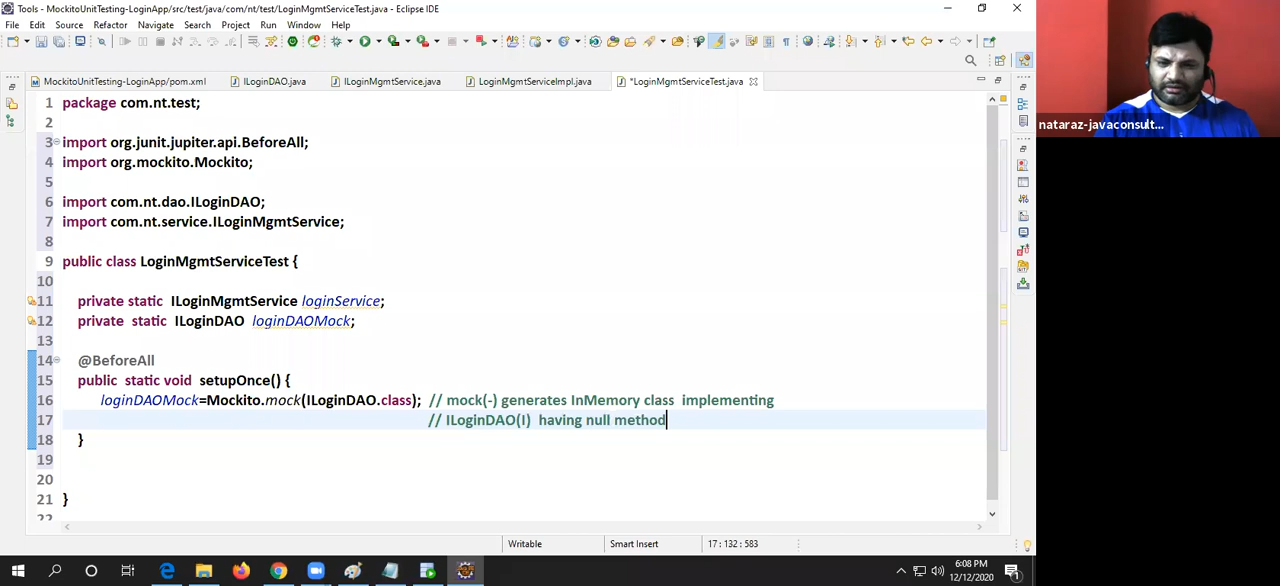 Tools - MockitoUnitTesting-LoginApp/src/test/java/com/nt/test/LoginMgmtServiceTest.java - Eclipse IDE
File Edit Source Refactor Navigate Search Project Run Window Help
MockitoUnitTesting-LoginApp/pom.xml ILoginDAO.java ILoginMgmtService.java LoginMgmtServiceImpl.java *LoginMgmtServiceTest.java
1 package com.nt.test;
2
3 import org.junit.jupiter.api.BeforeAll;
4 import org.mockito.Mockito;
5
6 import com.nt.dao.ILoginDAO;
7 import com.nt.service.ILoginMgmtService;
8
9 public class LoginMgmtServiceTest {
10
11 private static ILoginMgmtService loginService;
12 private static ILoginDAO loginDAOMock;
13
14 @BeforeAll
15 public static void setupOnce() {
16 loginDAOMock=Mockito.mock(ILoginDAO.class); // mock(-) generates InMemory class implementing
17 // ILoginDAO(I) having null method
18 }
19
20
21 }
22
Writable Smart Insert 17 : 132 : 583
nataraz-javaconsult...
6:08 PM
12/12/2020
1